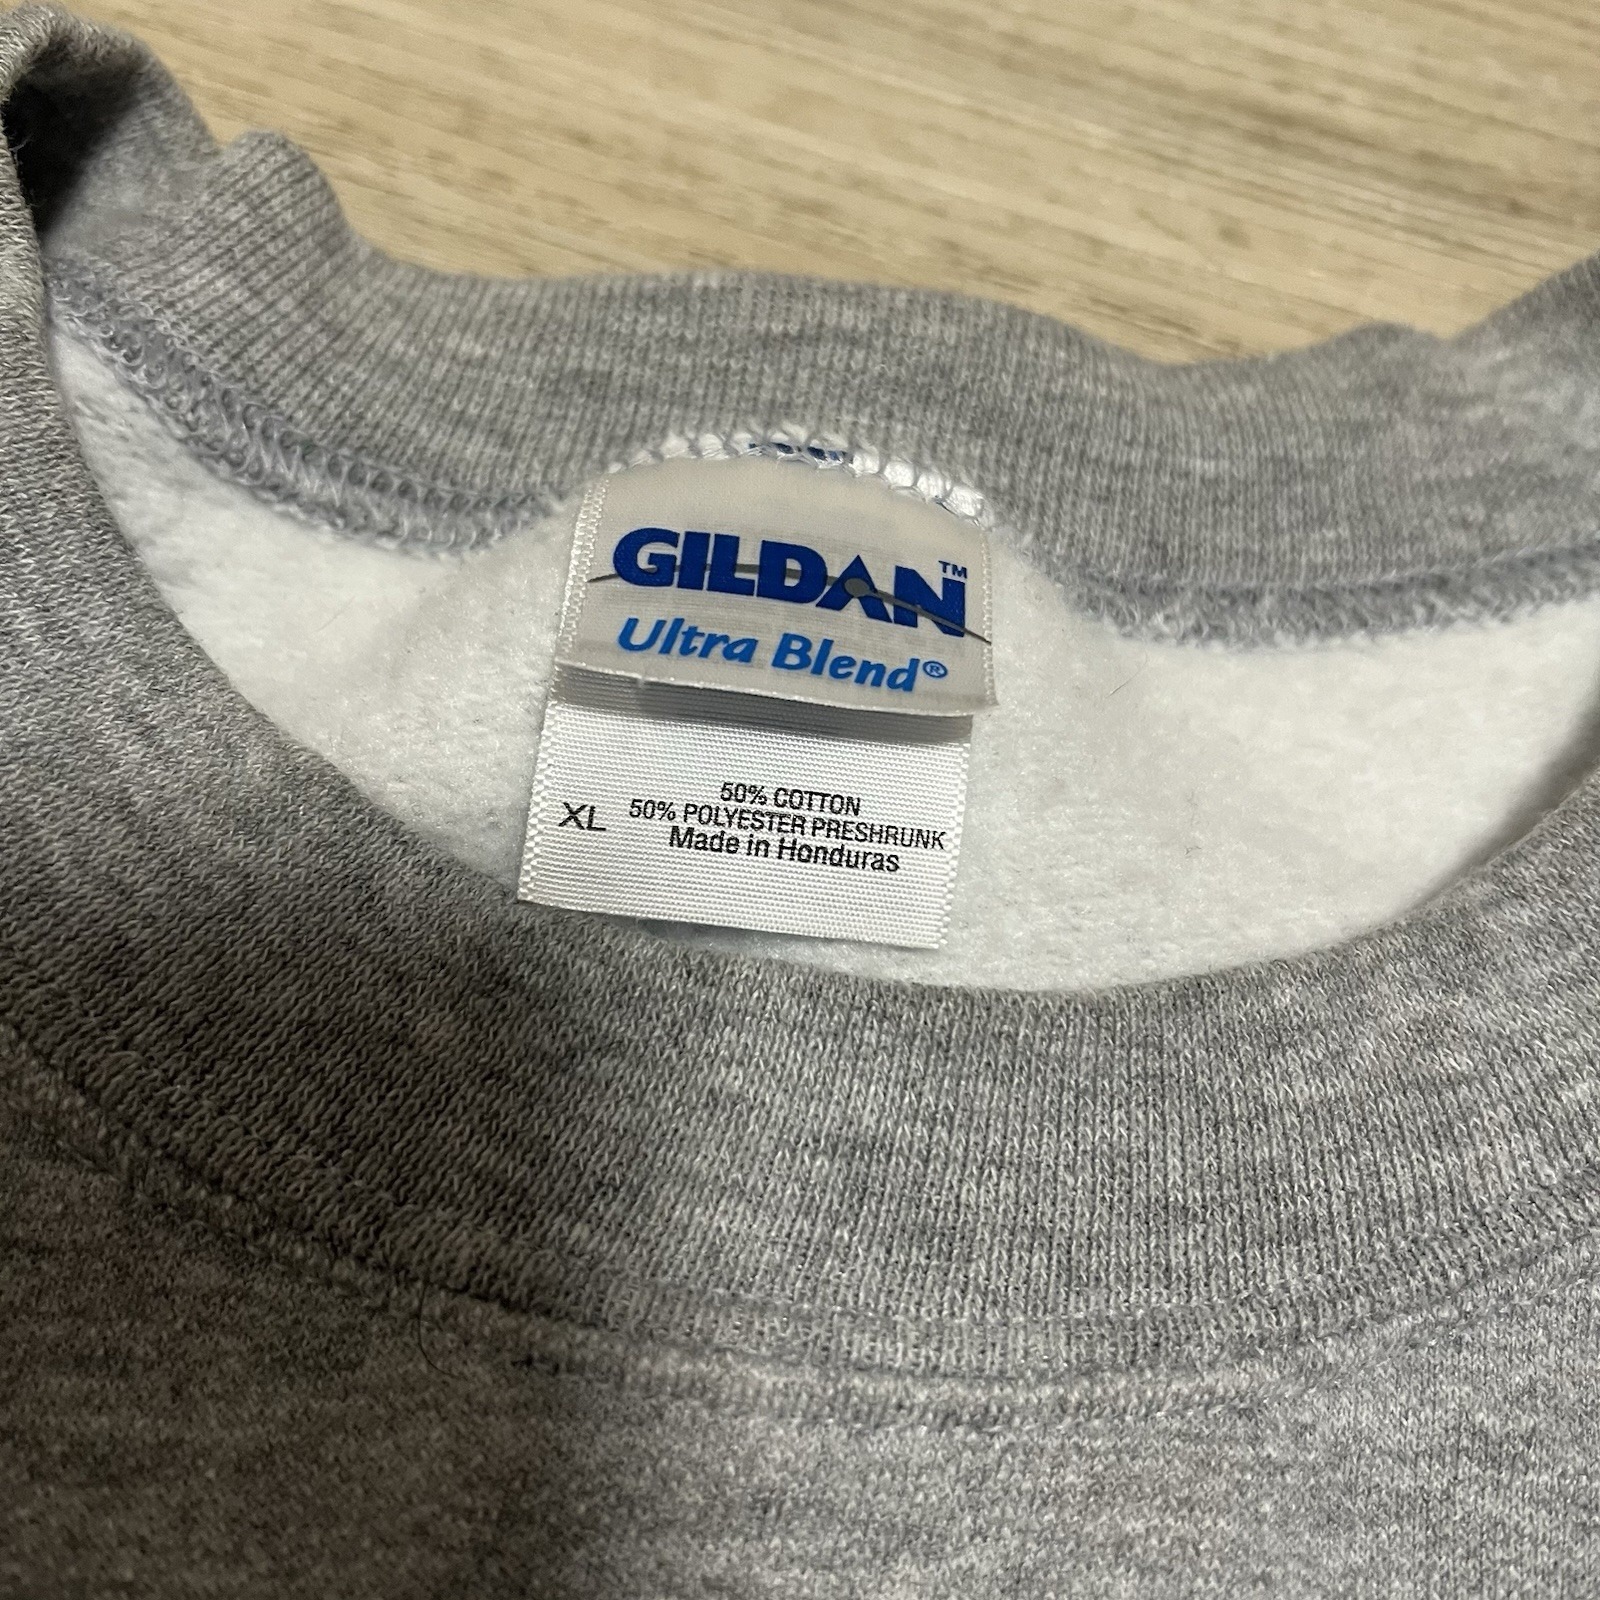 GILDAN™
Ultra Blend®
50% COTTON
XL 50% POLYESTER PRESHRUNK
Made in Honduras